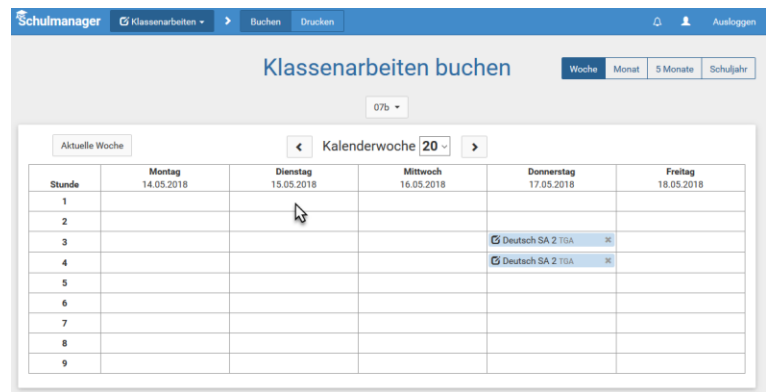 Schulmanager Klassenarbeiten Buchen Drucken Ausloggen
Klassenarbeiten buchen Woche Monat 5 Monate Schuljahr
07b
Aktuelle Woche Kalenderwoche 20
Montag Dienstag Mittwoch Donnerstag Freitag
Stunde 14.05.2018 15.05.2018 16.05.2018 17.05.2018 18.05.2018
1
2
3 Deutsch SA 2 TGA
4 Deutsch SA 2 TGA
5
6
7
8
9